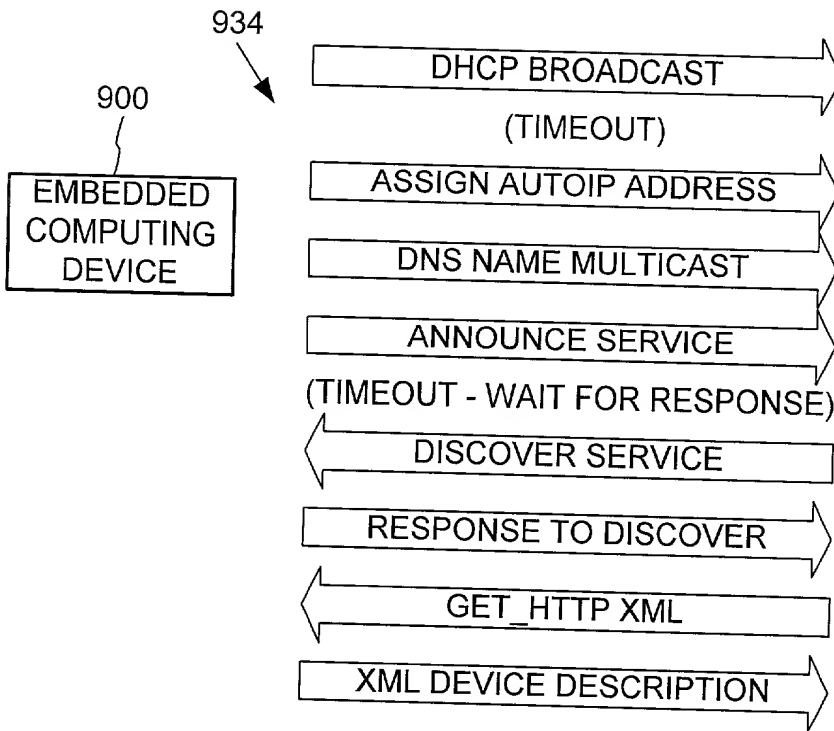 934
DHCP BROADCAST
900
(TIMEOUT)
EMBEDDED
COMPUTING
DEVICE
ASSIGN AUTOIP ADDRESS
DNS NAME MULTICAST
ANNOUNCE SERVICE
(TIMEOUT - WAIT FOR RESPONSE)
DISCOVER SERVICE
RESPONSE TO DISCOVER
GET_HTTP XML
XML DEVICE DESCRIPTION